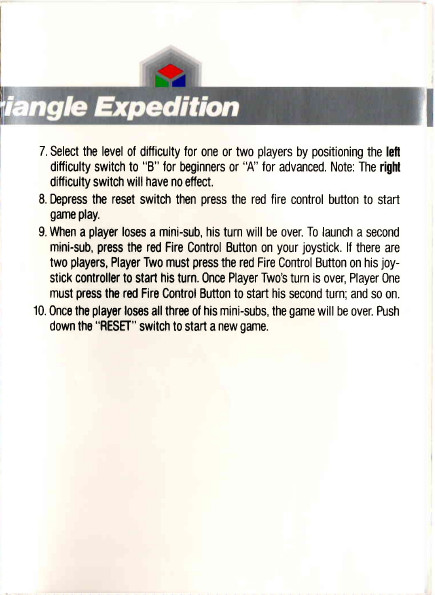 riangle Expedition
7. Select the level of difficulty for one or two players by positioning the left
difficulty switch to "B" for beginners or "A" for advanced. Note: The right
difficulty switch will have no effect.
8. Depress the reset switch then press the red fire control button to start
game play.
9. When a player loses a mini-sub, his turn will be over. To launch a second
mini-sub, press the red Fire Control Button on your joystick. If there are
two players, Player Two must press the red Fire Control Button on his joy-
stick controller to start his turn. Once Player Two's turn is over, Player One
must press the red Fire Control Button to start his second turn; and so on.
10. Once the player loses all three of his mini-subs, the game will be over. Push
down the "RESET" switch to start a new game.